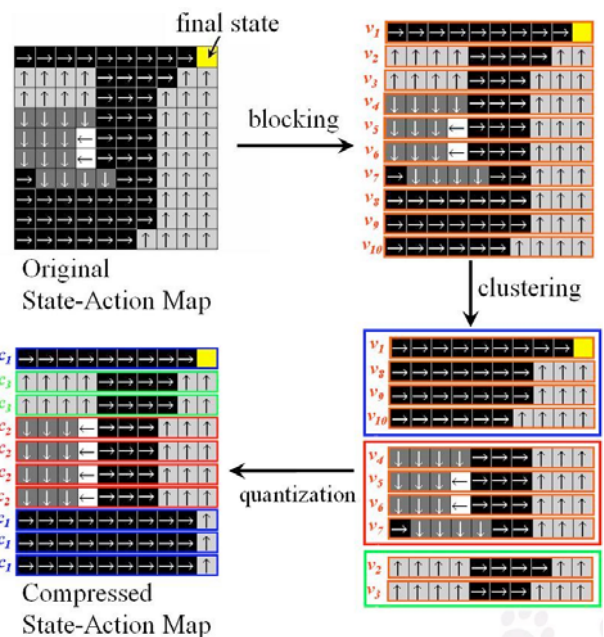 final state
Original
State-Action Map
blocking
v1
v2
v3
v4
v5
v6
v7
v8
v9
v10
clustering
v1
v8
v9
v10
v4
v5
v6
v7
v2
v3
quantization
c1
c3
c3
c2
c2
c2
c2
c1
c1
c1
Compressed
State-Action Map